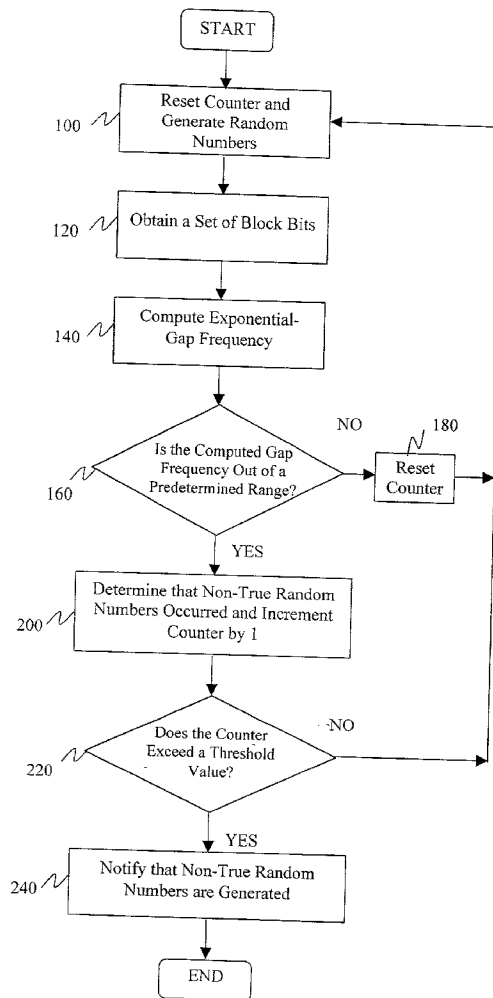 START
Reset Counter and
Generate Random
Numbers
100
Obtain a Set of Block Bits
120
Compute Exponential-
Gap Frequency
140
NO
180
Is the Computed Gap
Frequency Out of a
Predetermined Range?
160
Reset
Counter
YES
Determine that Non-True Random
Numbers Occurred and Increment
Counter by 1
200
NO
Does the Counter
Exceed a Threshold
Value?
220
YES
Notify that Non-True Random
Numbers are Generated
240
END